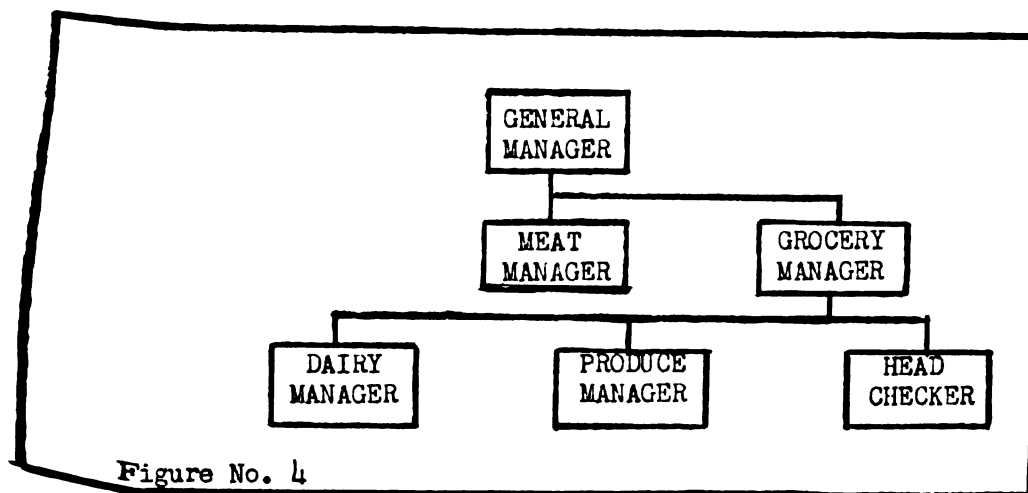 GENERAL
MANAGER
MEAT
MANAGER
GROCERY
MANAGER
DAIRY
MANAGER
PRODUCE
MANAGER
HEAD
CHECKER
Figure No. 4